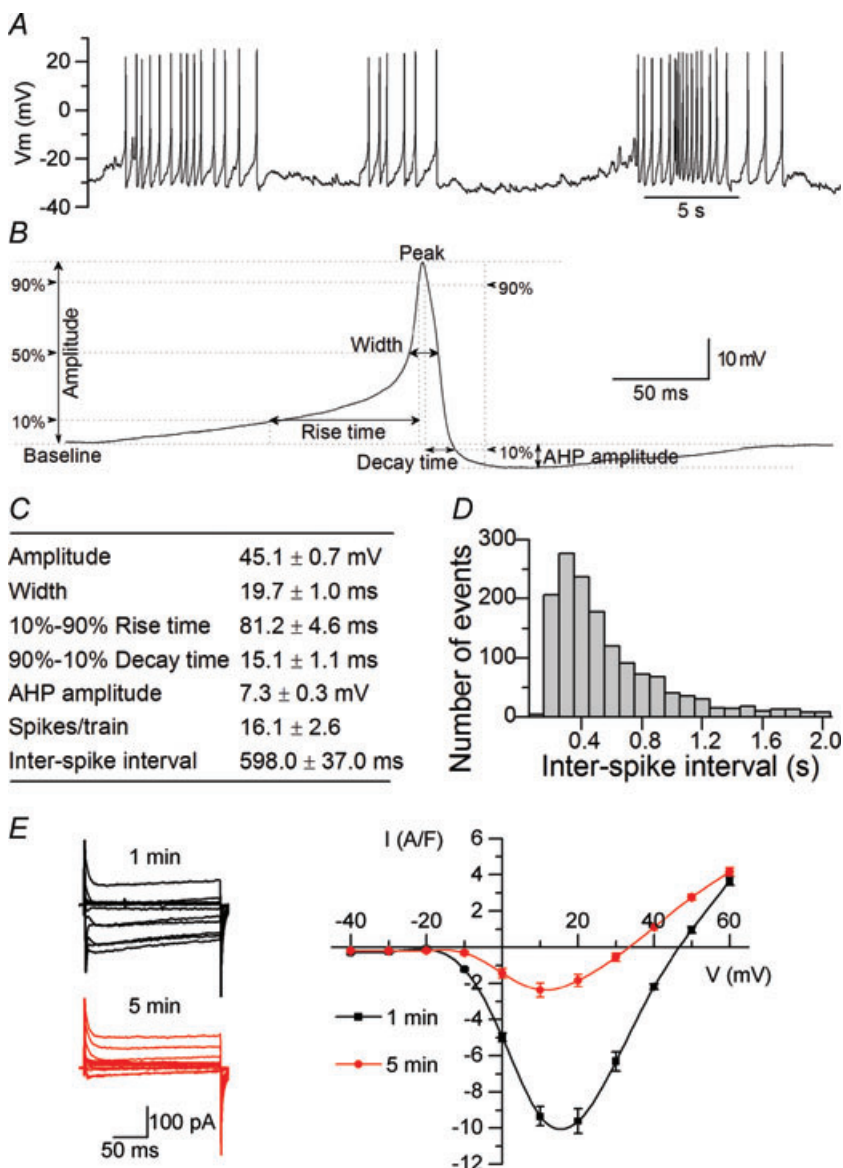 A
Vm (mV)
20
0
-20
-40
5 s
B
Peak
90%
90%
Amplitude
50%
Width
10 mV
50 ms
10%
Rise time
10%
Baseline
Decay time
AHP amplitude
C
Amplitude 45.1 ± 0.7 mV
Width 19.7 ± 1.0 ms
10%-90% Rise time 81.2 ± 4.6 ms
90%-10% Decay time 15.1 ± 1.1 ms
AHP amplitude 7.3 ± 0.3 mV
Spikes/train 16.1 ± 2.6
Inter-spike interval 598.0 ± 37.0 ms
D
Number of events
300
250
100
0
0.4 0.8 1.2 1.6 2.0
Inter-spike interval (s)
E
1 min
5 min
100 pA
50 ms
I (A/F)
6
4
2
-40 -20 20 40 60
V (mV)
-2
-4
-6
-8
-10
-12
1 min
5 min